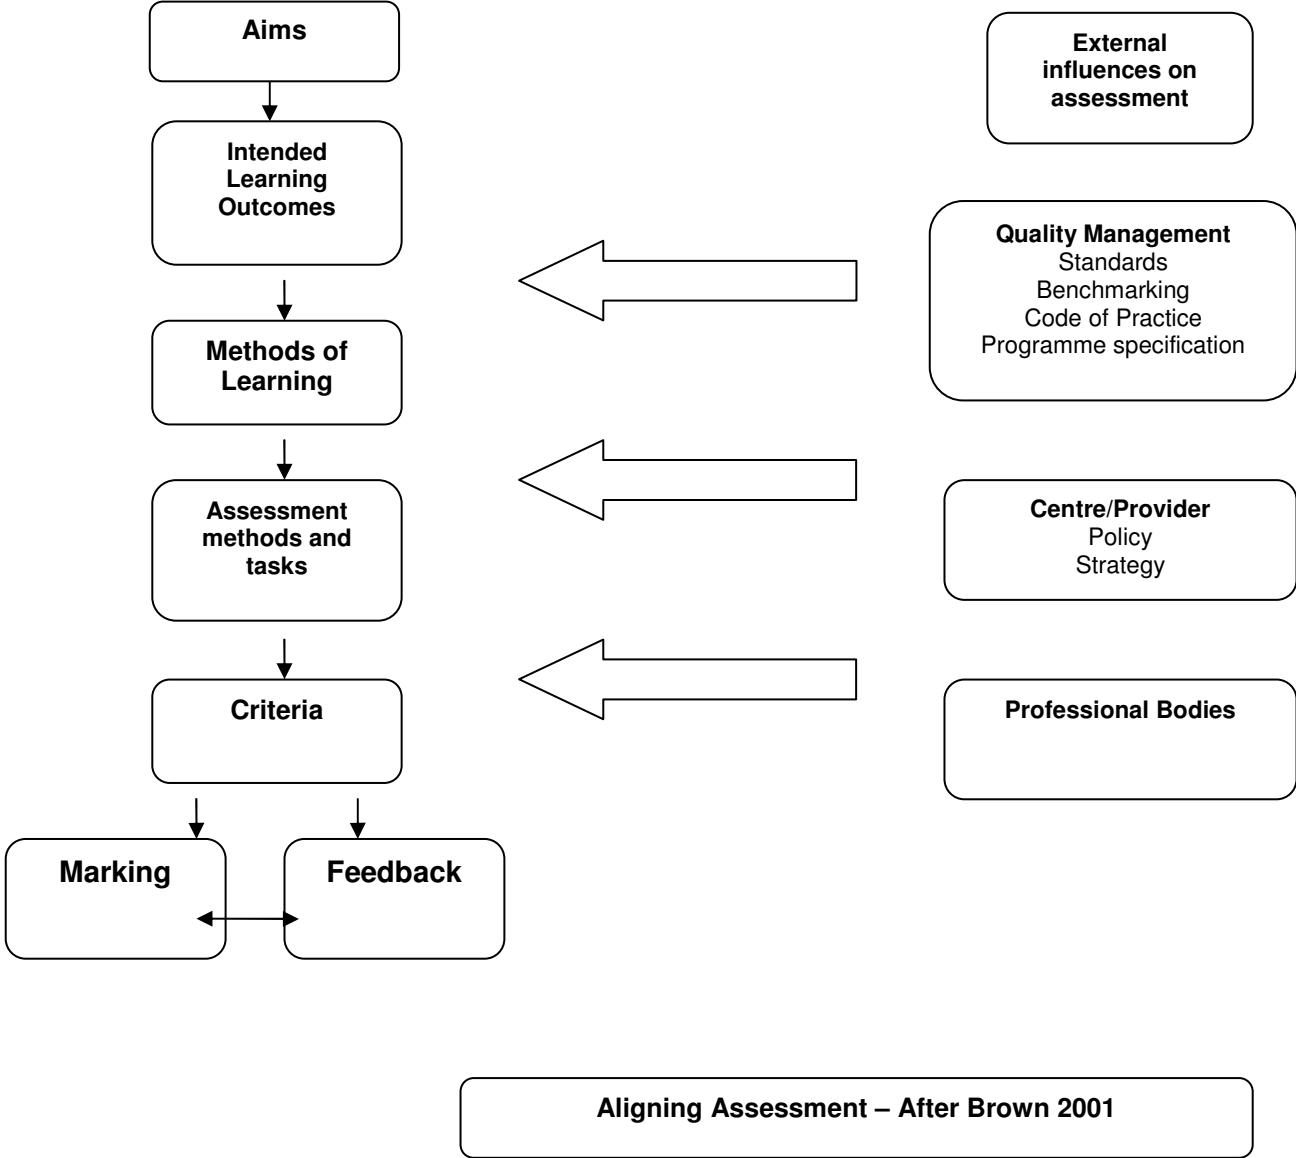 Aims
Intended
Learning
Outcomes
Methods of
Learning
Assessment
methods and
tasks
Criteria
Marking
Feedback
External
influences on
assessment
Quality Management
Standards
Benchmarking
Code of Practice
Programme specification
Centre/Provider
Policy
Strategy
Professional Bodies
Aligning Assessment – After Brown 2001